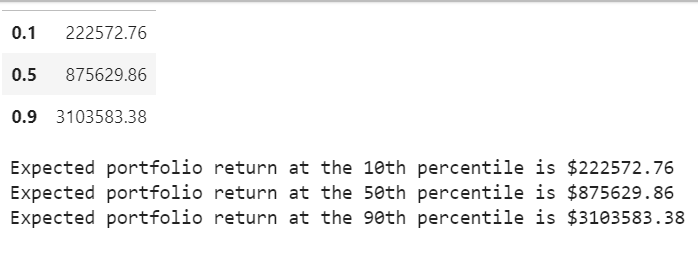 0.1 222572.76
0.5 875629.86
0.9 3103583.38
Expected portfolio return at the 10th percentile is $222572.76
Expected portfolio return at the 50th percentile is $875629.86
Expected portfolio return at the 90th percentile is $3103583.38